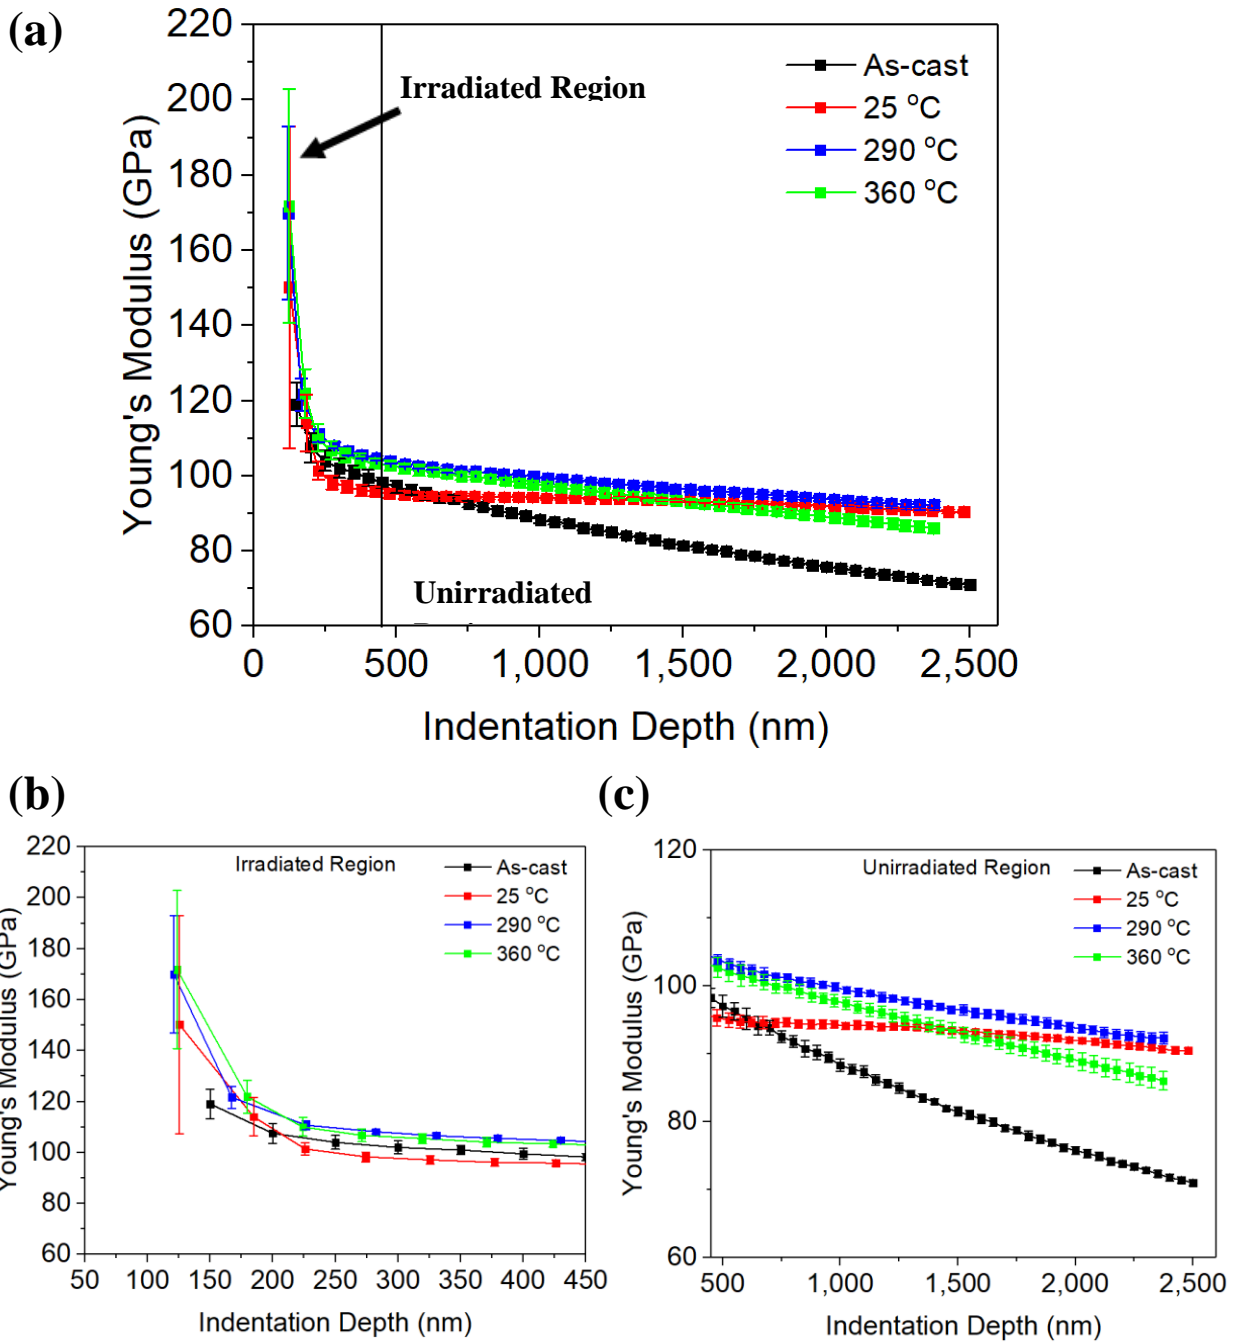 (a)
220
200
180
160
140
120
100
80
60
Young's Modulus (GPa)
Irradiated Region
Unirradiated
As-cast
25 °C
290 °C
360 °C
0
500
1,000
1,500
2,000
2,500
Indentation Depth (nm)
(b)
220
200
180
160
140
120
100
80
60
Young's Modulus (GPa)
Irradiated Region
As-cast
25 °C
290 °C
360 °C
50
100
150
200
250
300
350
400
450
Indentation Depth (nm)
(c)
120
100
80
60
Young's Modulus (GPa)
Unirradiated Region
As-cast
25 °C
290 °C
360 °C
500
1,000
1,500
2,000
2,500
Indentation Depth (nm)